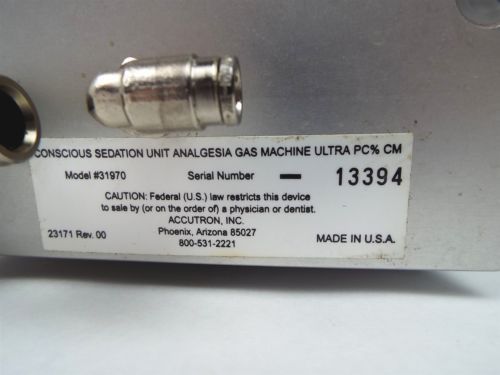 CONSCIOUS SEDATION UNIT ANALGESIA GAS MACHINE ULTRA PC% CM
Model #31970 Serial Number — 13394
CAUTION: Federal (U.S.) law restricts this device
to sale by (or on the order of) a physician or dentist.
ACCUTRON, INC.
Phoenix, Arizona 85027
23171 Rev. 00 800-531-2221 MADE IN U.S.A.